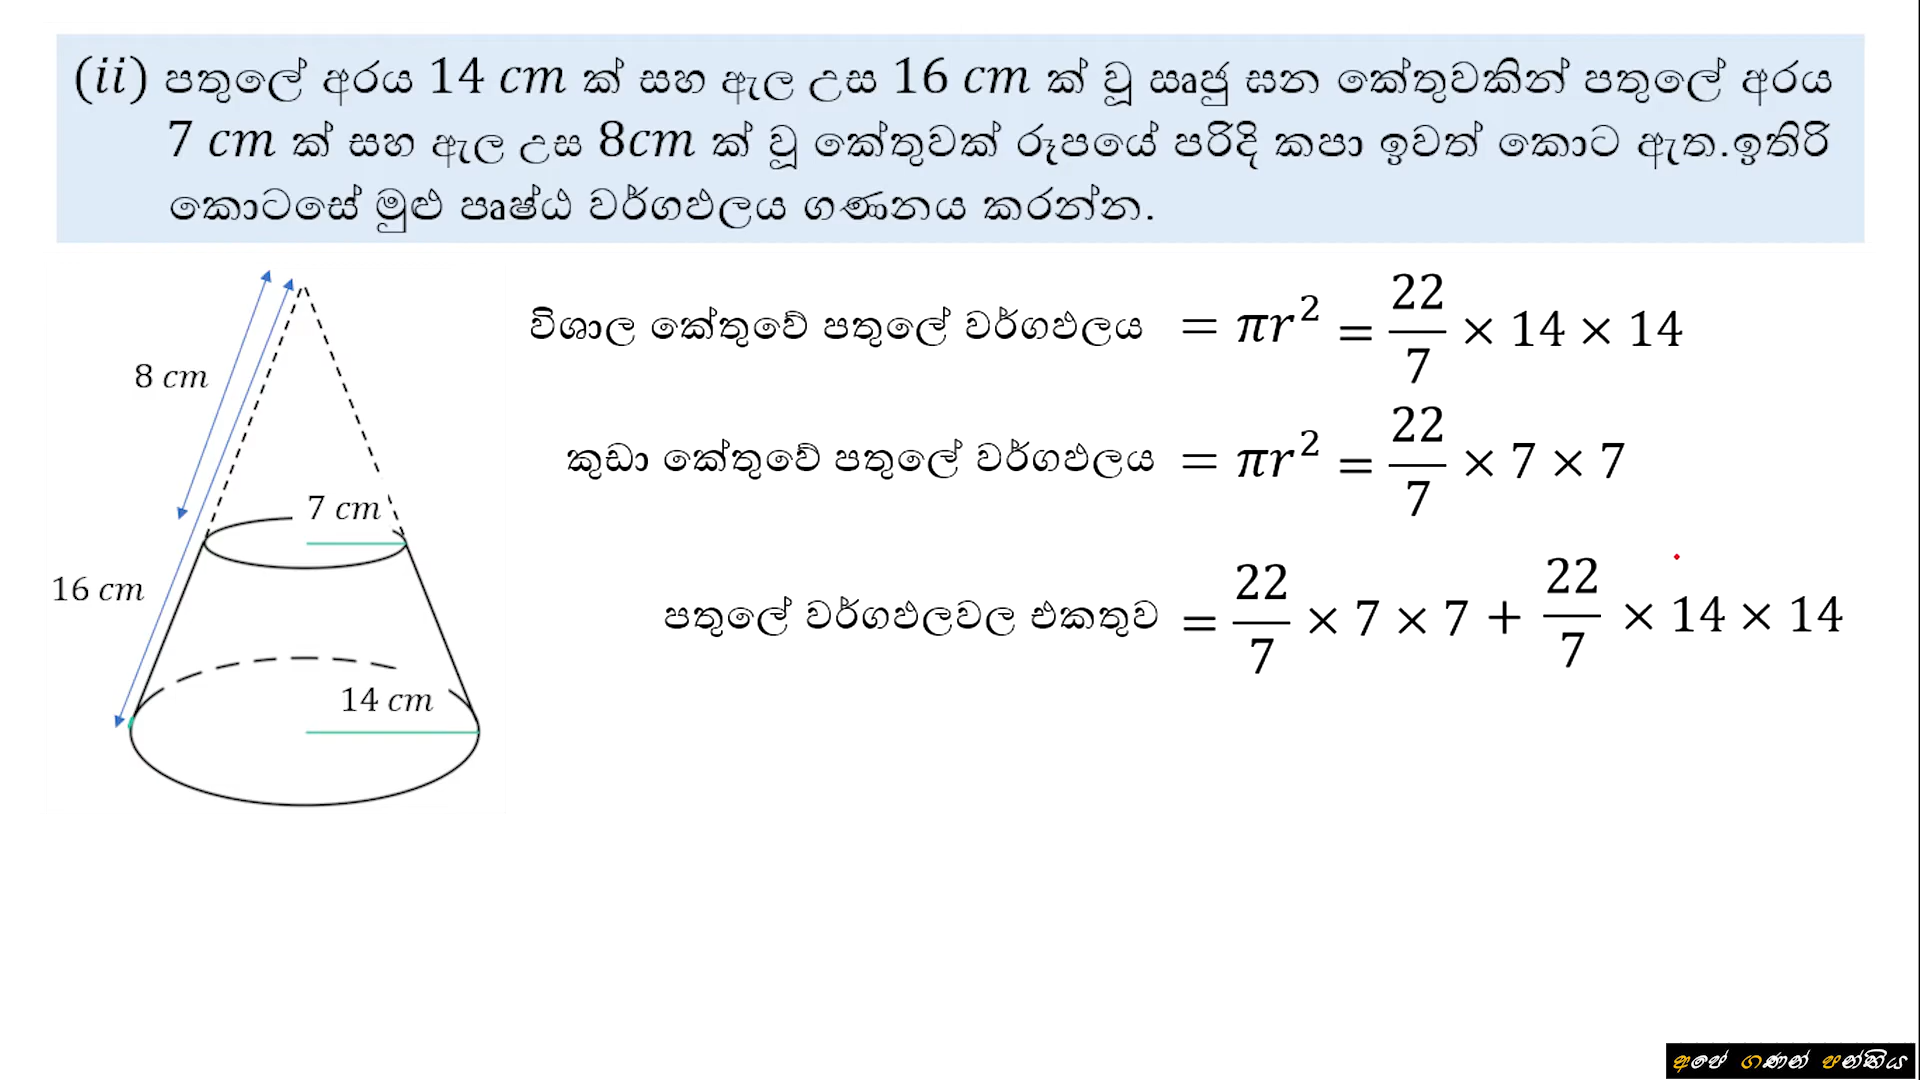 (ii) පතුලේ අරය 14 cm ක් සහ ඇල උස 16 cm ක් වූ සෘජු ඝන කේතුවකින් පතුලේ අරය
7 cm ක් සහ ඇල උස 8cm ක් වූ කේතුවක් රූපයේ පරිදි කපා ඉවත් කොට ඇත.ඉතිරි
කොටසේ මුළු පෘෂ්ඨ වර්ගඵලය ගණනය කරන්න.
විශාල කේතුවේ පතුලේ වර්ගඵලය = πr² = 22/7 × 14 × 14
8 cm
කුඩා කේතුවේ පතුලේ වර්ගඵලය = πr² = 22/7 × 7 × 7
7 cm
16 cm
පතුලේ වර්ගඵලවල එකතුව = 22/7 × 7 × 7 + 22/7 × 14 × 14
14 cm
අපේ ගණන් පන්තිය